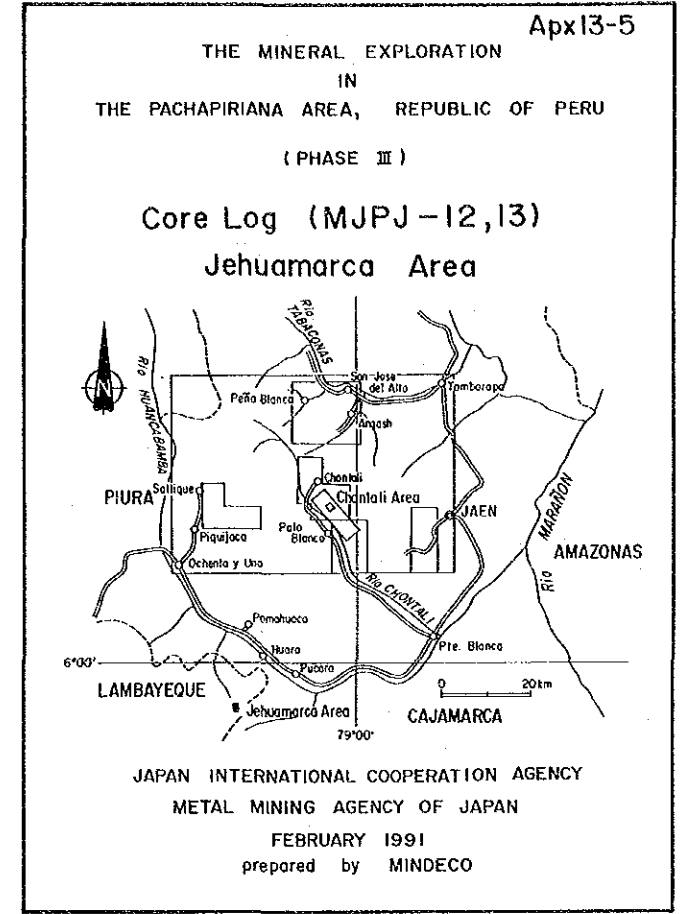 Apx13-5
THE MINERAL EXPLORATION
IN
THE PACHAPIRIANA AREA, REPUBLIC OF PERU
(PHASE III)
Core Log (MJPJ-12,13)
Jehuamarca Area
Rio TABACONAS
Rio HUANCABAMBA
N
San Jose del Alto
Peña Blanca
Yamborapa
Angash
Chontali
Sallique
PIURA
Chontali Area
JAEN
Piquijaca
Palo Blanco
Rio MARAÑON
AMAZONAS
Ochenta y Uno
Rio CHONTALI
Pomahuaca
Pte. Blanco
Huara
6°00'
Pucara
LAMBAYEQUE
0 20km
Jehuamarca Area
CAJAMARCA
79°00'
JAPAN INTERNATIONAL COOPERATION AGENCY
METAL MINING AGENCY OF JAPAN
FEBRUARY 1991
prepared by MINDECO